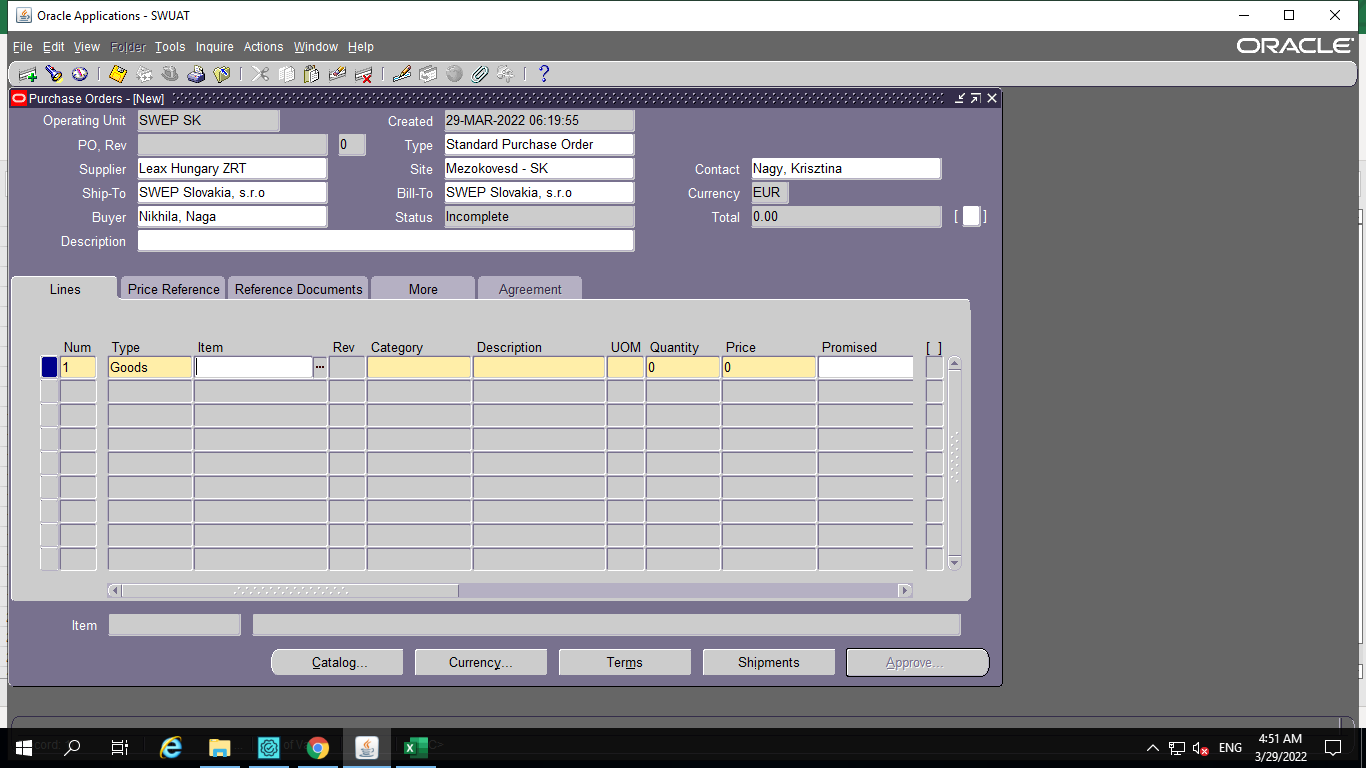 Oracle Applications - SWUAT
File Edit View Folder Tools Inquire Actions Window Help
ORACLE
Purchase Orders - [New]
Operating Unit SWEP SK Created 29-MAR-2022 06:19:55
PO, Rev 0 Type Standard Purchase Order
Supplier Leax Hungary ZRT Site Mezokovesd - SK Contact Nagy, Krisztina
Ship-To SWEP Slovakia, s.r.o Bill-To SWEP Slovakia, s.r.o Currency EUR
Buyer Nikhila, Naga Status Incomplete Total 0.00 [ ]
Description
Lines Price Reference Reference Documents More Agreement
Num Type Item Rev Category Description UOM Quantity Price Promised [ ]
1 Goods ... 0 0
Item
Catalog... Currency... Terms Shipments Approve...
ENG
4:51 AM
3/29/2022